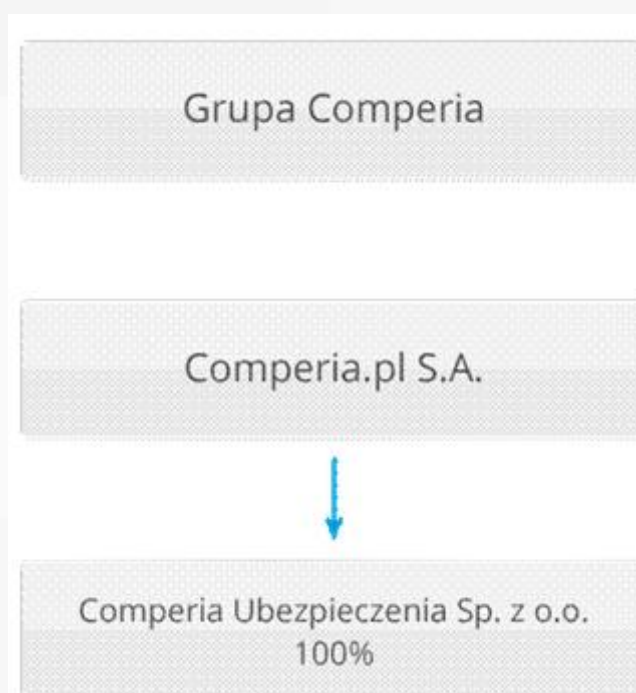 Grupa Comperia
Comperia.pl S.A.
Comperia Ubezpieczenia Sp. z o.o.
100%